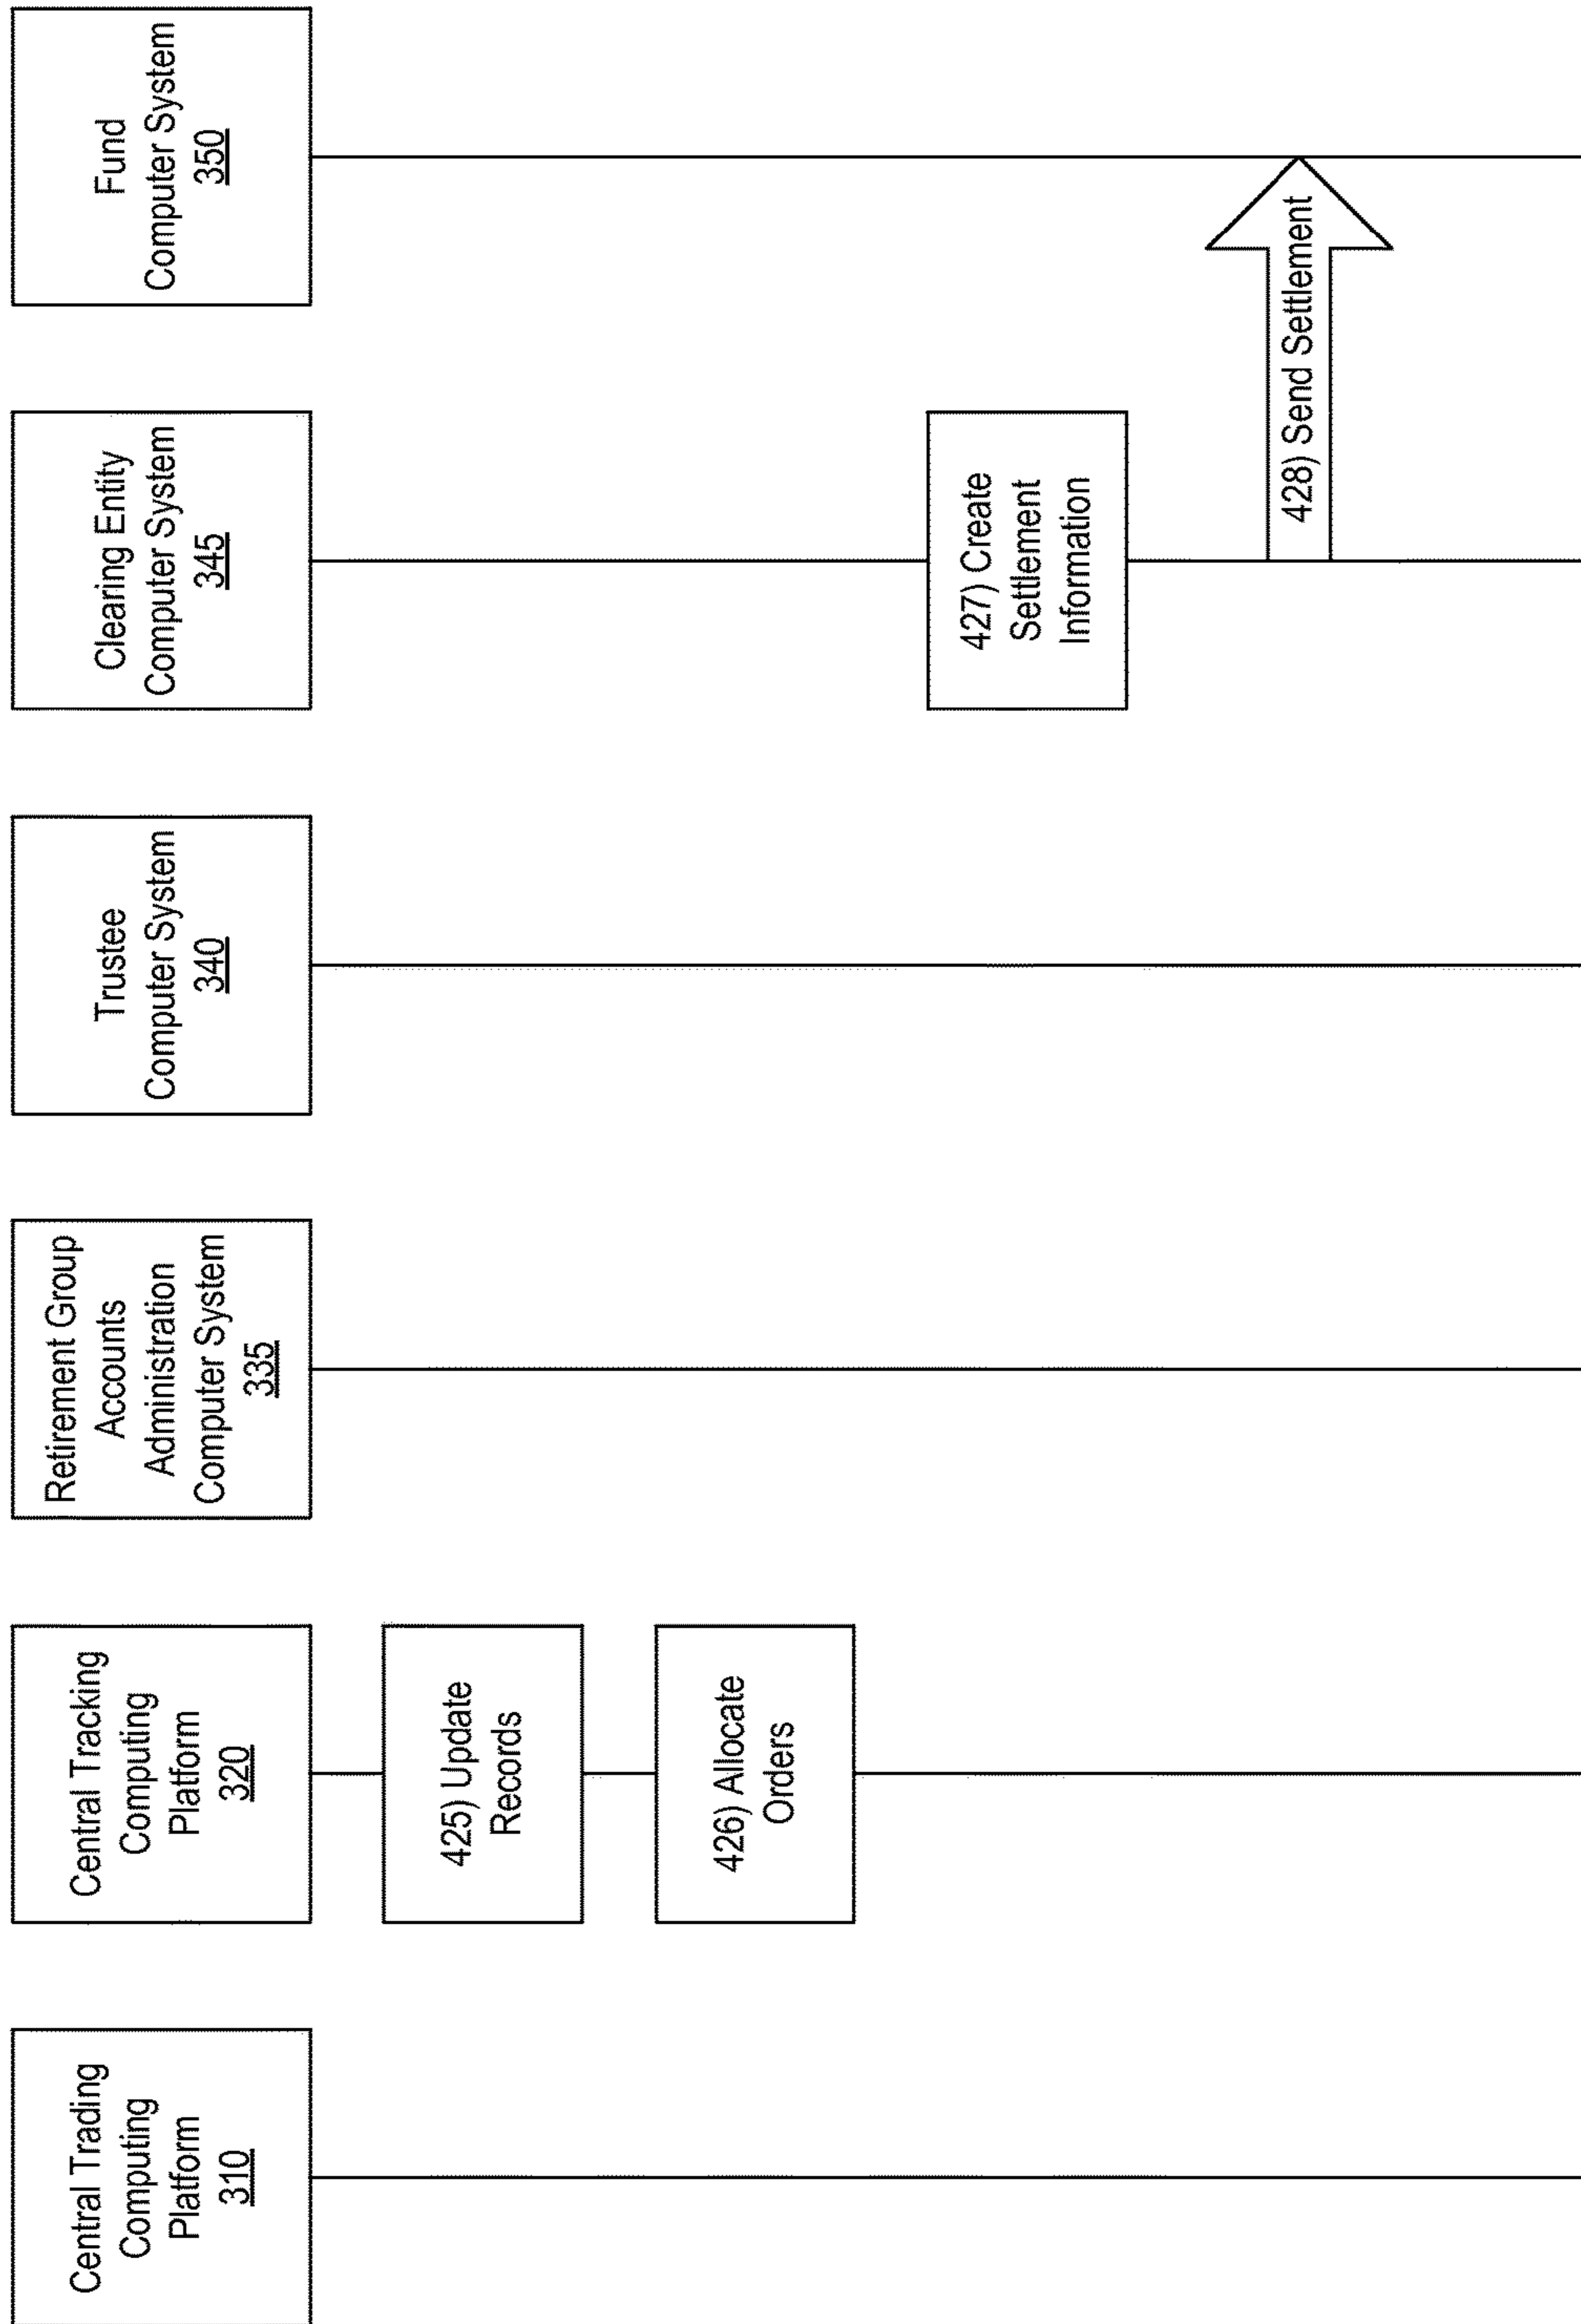 Central Trading
Computing
Platform
310
Central Tracking
Computing
Platform
320
Retirement Group
Accounts
Administration
Computer System
335
Trustee
Computer System
340
Clearing Entity
Computer System
345
Fund
Computer System
350
425) Update
Records
426) Allocate
Orders
427) Create
Settlement
Information
428) Send Settlement